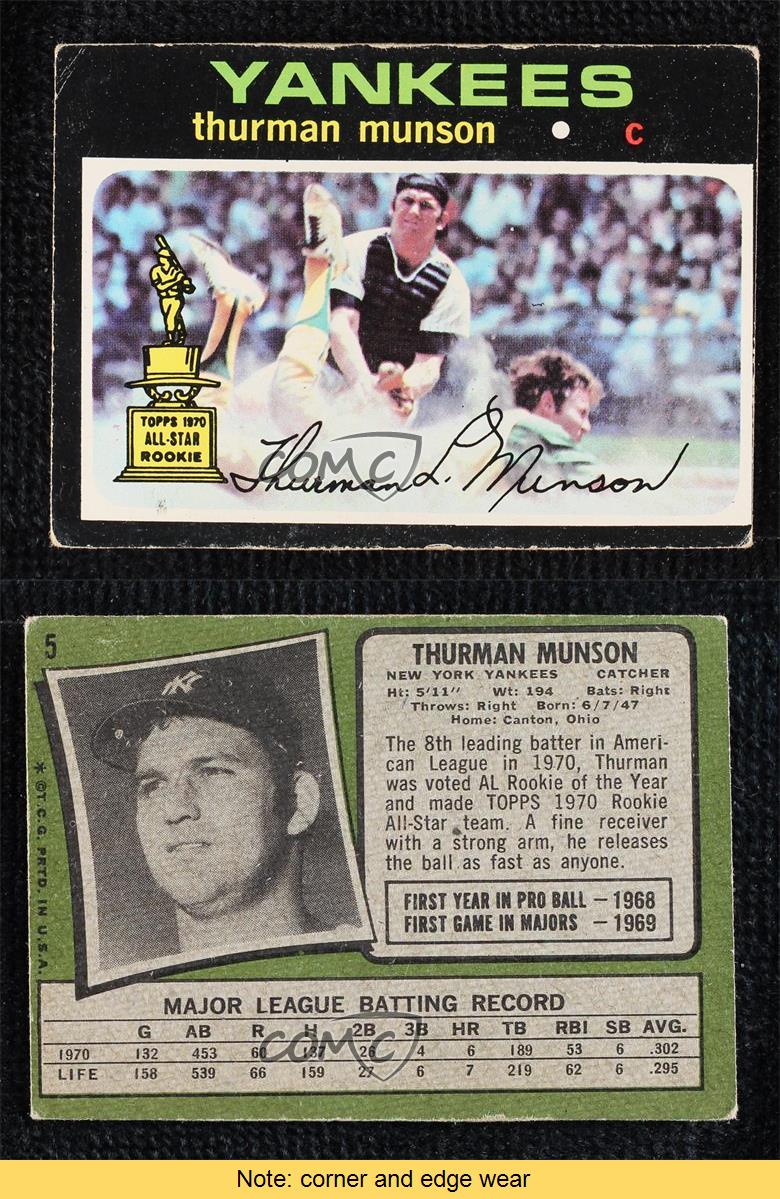 YANKEES
thurman munson • c
TOPPS 1970
ALL-STAR
ROOKIE
Thurman L. Munson
COMC
5
THURMAN MUNSON
NEW YORK YANKEES CATCHER
Ht: 5'11" Wt: 194 Bats: Right
Throws: Right Born: 6/7/47
Home: Canton, Ohio
The 8th leading batter in Ameri-
can League in 1970, Thurman
was voted AL Rookie of the Year
and made TOPPS 1970 Rookie
All-Star team. A fine receiver
with a strong arm, he releases
the ball as fast as anyone.
FIRST YEAR IN PRO BALL — 1968
FIRST GAME IN MAJORS — 1969
* ©T.C.G. PRTD. IN U.S.A.
MAJOR LEAGUE BATTING RECORD
G AB R H 2B 3B HR TB RBI SB AVG.
1970 132 453 60 137 26 4 6 189 53 6 .302
LIFE 158 539 66 159 27 6 7 219 62 6 .295
COMC
Note: corner and edge wear